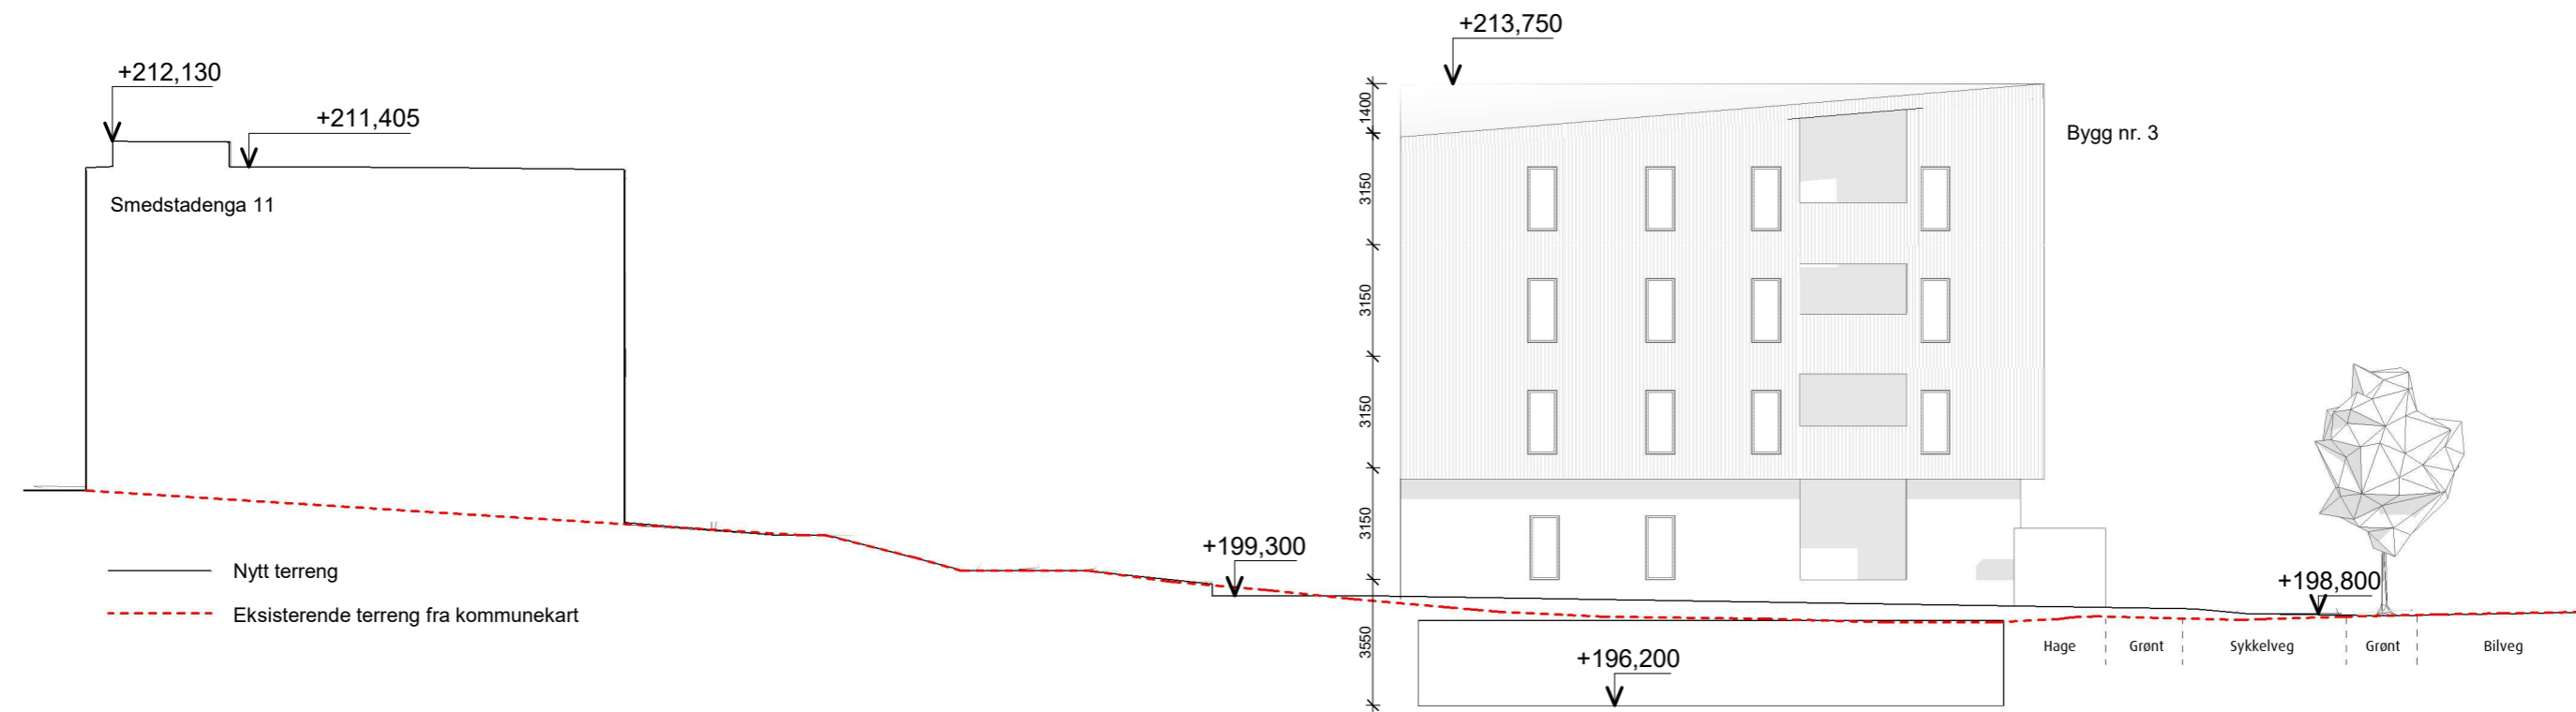 +213,750
+212,130
+211,405
1400
Bygg nr. 3
3150
Smedstadenga 11
3150
3150
3150
+199,300
Nytt terreng
+198,800
Eksisterende terreng fra kommunekart
3550
+196,200
Hage
Grønt
Sykkelveg
Grønt
Bilveg